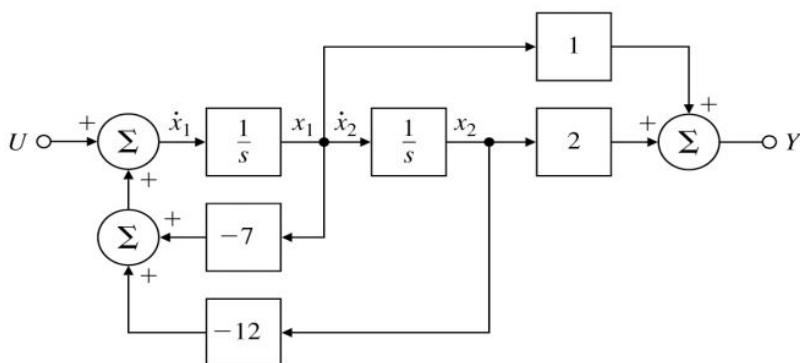 1
U + Σ ẋ₁ 1/s x₁ ẋ₂ 1/s x₂ 2 + Σ + Y
+
Σ + −7
+
−12